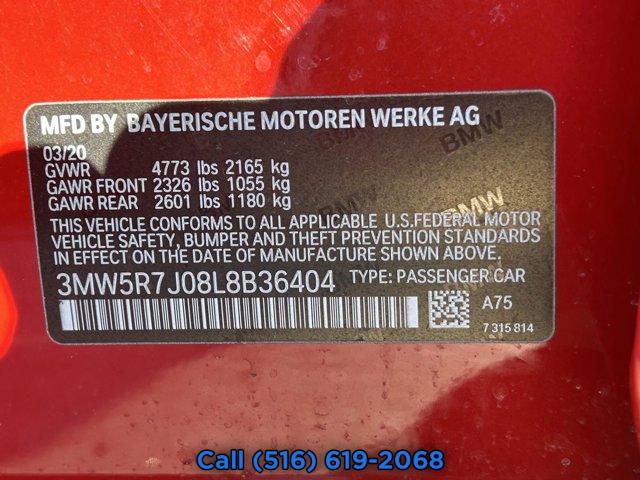 MFD BY BAYERISCHE MOTOREN WERKE AG
03/20
GVWR 4773 lbs 2165 kg
GAWR FRONT 2326 lbs 1055 kg
GAWR REAR 2601 lbs 1180 kg
THIS VEHICLE CONFORMS TO ALL APPLICABLE U.S.FEDERAL MOTOR
VEHICLE SAFETY, BUMPER AND THEFT PREVENTION STANDARDS
IN EFFECT ON THE DATE OF MANUFACTURE SHOWN ABOVE.
3MW5R7J08L8B36404 TYPE: PASSENGER CAR
A75
7 315 814
BMW
BMW
Call (516) 619-2068